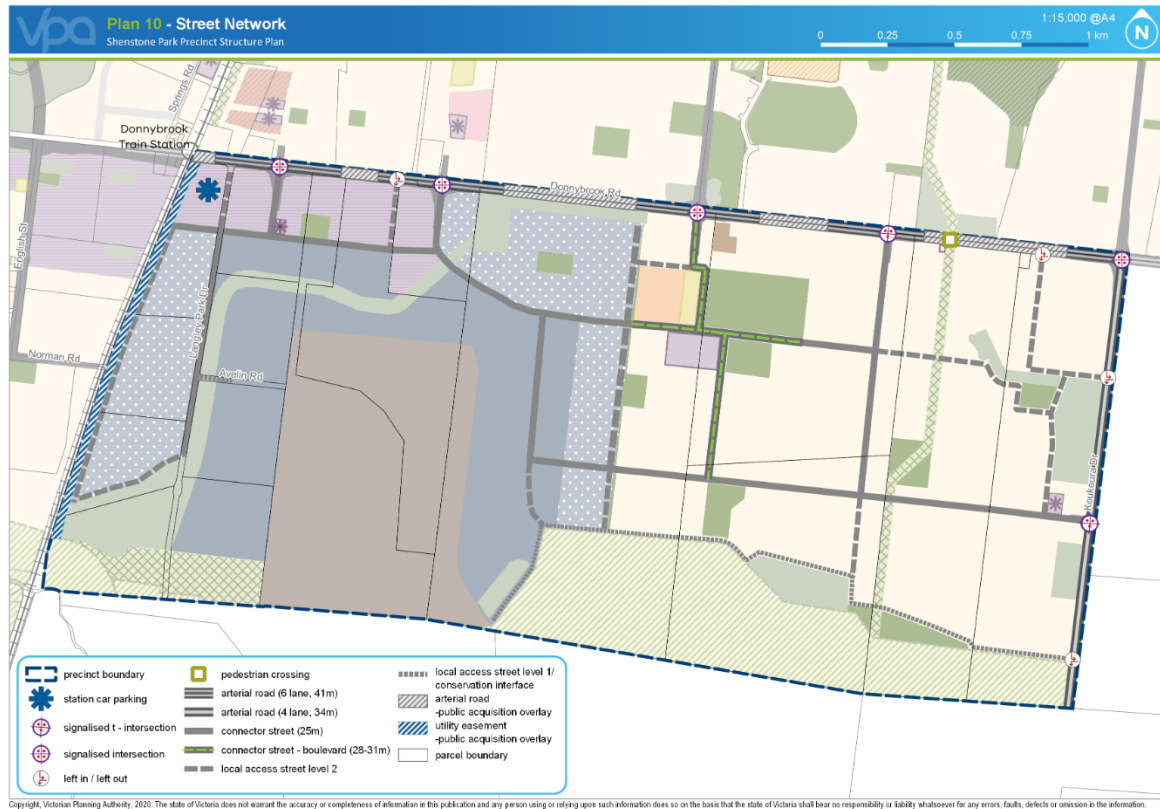 vpa
Plan 10 - Street Network
Shenstone Park Precinct Structure Plan
1:15,000 @A4
0 0.25 0.5 0.75 1 km
N
Springs Rd
Donnybrook
Train Station
Donnybrook Rd
English St
Langley Park Dr
Norman Rd
Avelin Rd
Koukoura Dr
precinct boundary
station car parking
signalised t - intersection
signalised intersection
left in / left out
pedestrian crossing
arterial road (6 lane, 41m)
arterial road (4 lane, 34m)
connector street (25m)
connector street - boulevard (28-31m)
local access street level 2
local access street level 1/
conservation interface
arterial road
-public acquisition overlay
utility easement
-public acquisition overlay
parcel boundary
Copyright, Victorian Planning Authority, 2020. The state of Victoria does not warrant the accuracy or completeness of information in this publication and any person using or relying upon such information does so on the basis that the state of Victoria shall bear no responsibility or liability whatsoever for any errors, faults, defects or omission in the information.